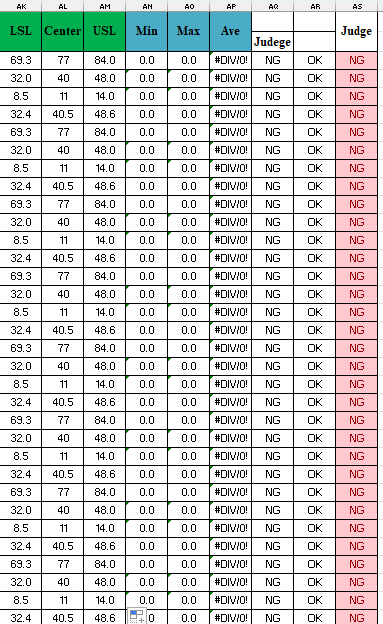 AK AL AM AN AO AP AQ AR AS
LSL Center USL Min Max Ave Judge
Judege
69.3 77 84.0 0.0 0.0 #DIV/0! NG OK NG
32.0 40 48.0 0.0 0.0 #DIV/0! NG OK NG
8.5 11 14.0 0.0 0.0 #DIV/0! NG OK NG
32.4 40.5 48.6 0.0 0.0 #DIV/0! NG OK NG
69.3 77 84.0 0.0 0.0 #DIV/0! NG OK NG
32.0 40 48.0 0.0 0.0 #DIV/0! NG OK NG
8.5 11 14.0 0.0 0.0 #DIV/0! NG OK NG
32.4 40.5 48.6 0.0 0.0 #DIV/0! NG OK NG
69.3 77 84.0 0.0 0.0 #DIV/0! NG OK NG
32.0 40 48.0 0.0 0.0 #DIV/0! NG OK NG
8.5 11 14.0 0.0 0.0 #DIV/0! NG OK NG
32.4 40.5 48.6 0.0 0.0 #DIV/0! NG OK NG
69.3 77 84.0 0.0 0.0 #DIV/0! NG OK NG
32.0 40 48.0 0.0 0.0 #DIV/0! NG OK NG
8.5 11 14.0 0.0 0.0 #DIV/0! NG OK NG
32.4 40.5 48.6 0.0 0.0 #DIV/0! NG OK NG
69.3 77 84.0 0.0 0.0 #DIV/0! NG OK NG
32.0 40 48.0 0.0 0.0 #DIV/0! NG OK NG
8.5 11 14.0 0.0 0.0 #DIV/0! NG OK NG
32.4 40.5 48.6 0.0 0.0 #DIV/0! NG OK NG
69.3 77 84.0 0.0 0.0 #DIV/0! NG OK NG
32.0 40 48.0 0.0 0.0 #DIV/0! NG OK NG
8.5 11 14.0 0.0 0.0 #DIV/0! NG OK NG
32.4 40.5 48.6 0.0 0.0 #DIV/0! NG OK NG
69.3 77 84.0 0.0 0.0 #DIV/0! NG OK NG
32.0 40 48.0 0.0 0.0 #DIV/0! NG OK NG
8.5 11 14.0 0.0 0.0 #DIV/0! NG OK NG
32.4 40.5 48.6 0.0 0.0 #DIV/0! NG OK NG
69.3 77 84.0 0.0 0.0 #DIV/0! NG OK NG
32.0 40 48.0 0.0 0.0 #DIV/0! NG OK NG
8.5 11 14.0 0.0 0.0 #DIV/0! NG OK NG
32.4 40.5 48.6 0 0.0 #DIV/0! NG OK NG